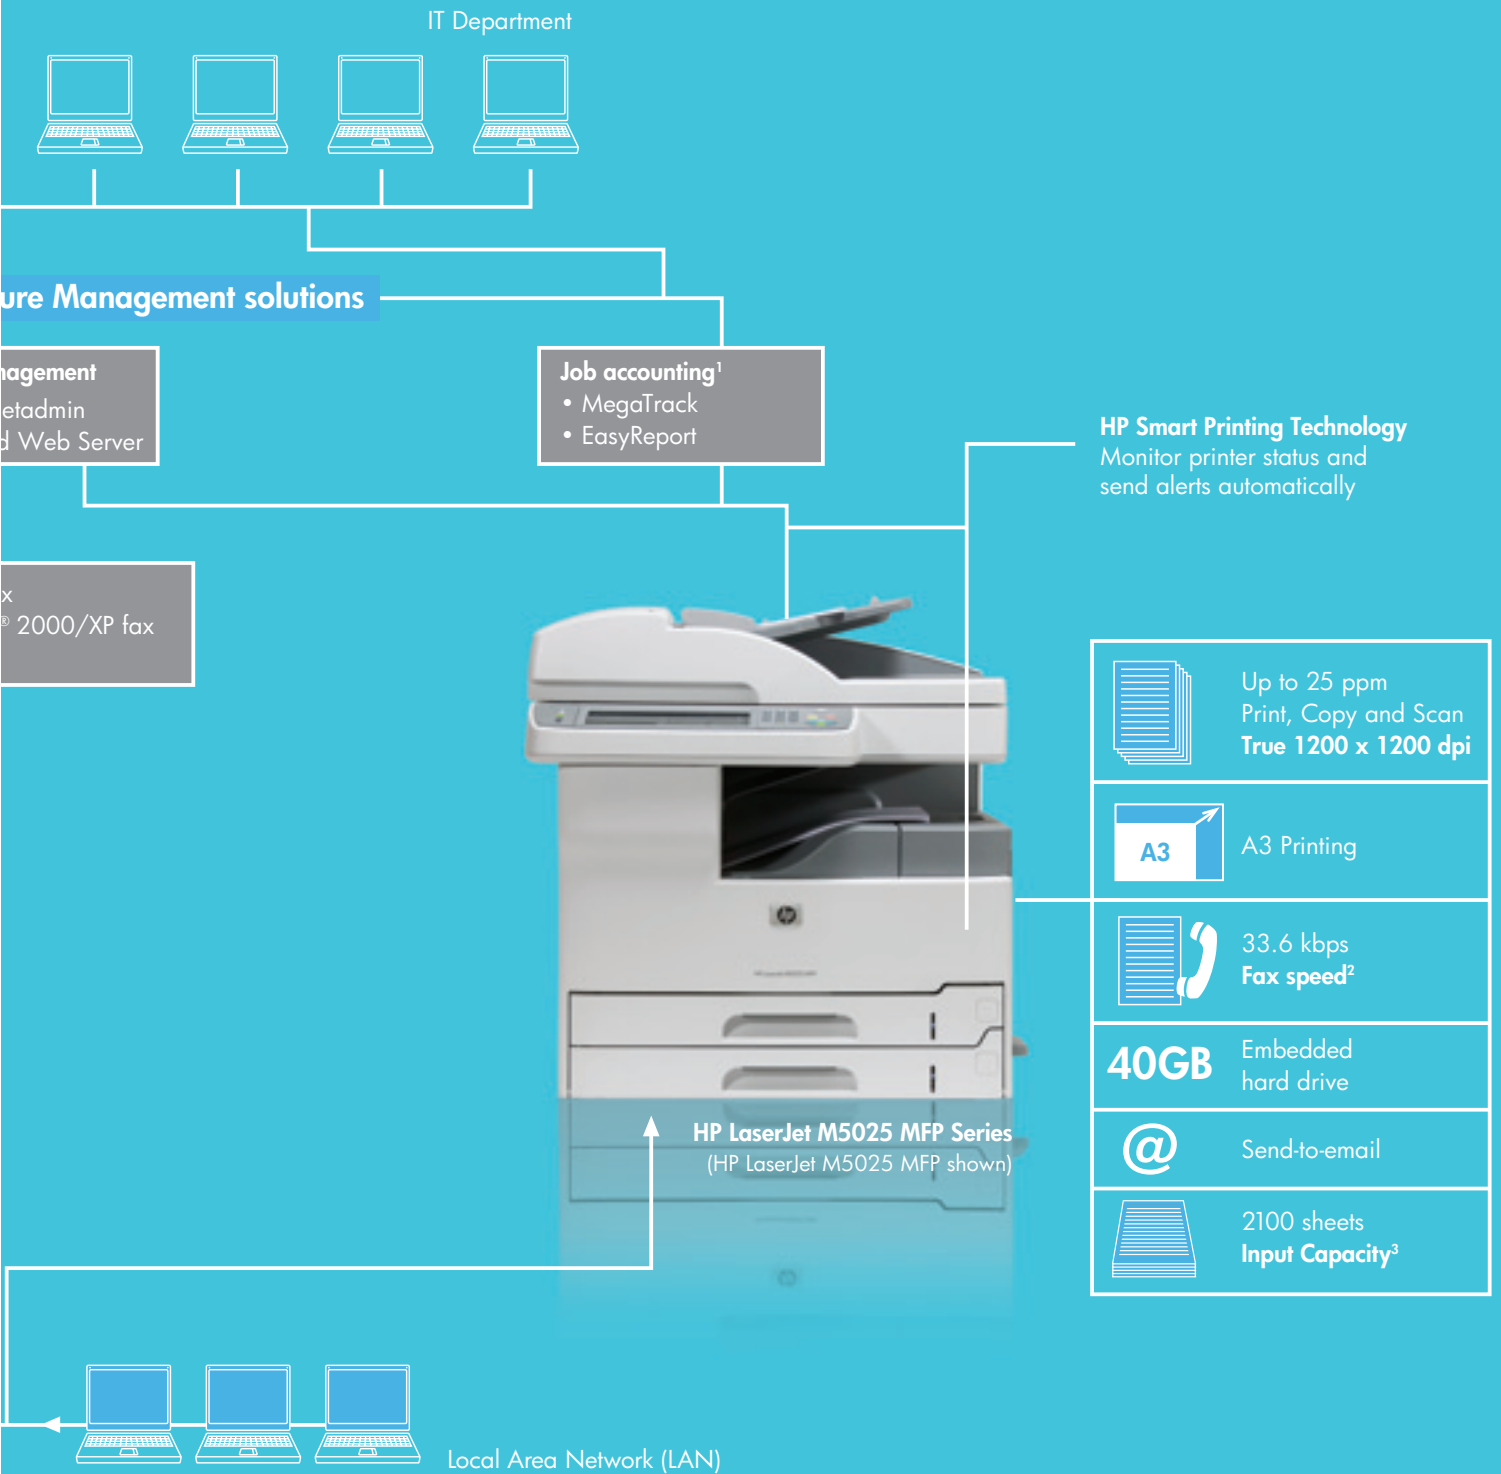 IT Department
ure Management solutions
nagement
etadmin
d Web Server
Job accounting¹
• MegaTrack
• EasyReport
HP Smart Printing Technology
Monitor printer status and
send alerts automatically
x
® 2000/XP fax
Up to 25 ppm
Print, Copy and Scan
True 1200 x 1200 dpi
A3
A3 Printing
33.6 kbps
Fax speed²
40GB
Embedded
hard drive
@
Send-to-email
2100 sheets
Input Capacity³
hp
HP LaserJet M5025 MFP Series
(HP LaserJet M5025 MFP shown)
Local Area Network (LAN)